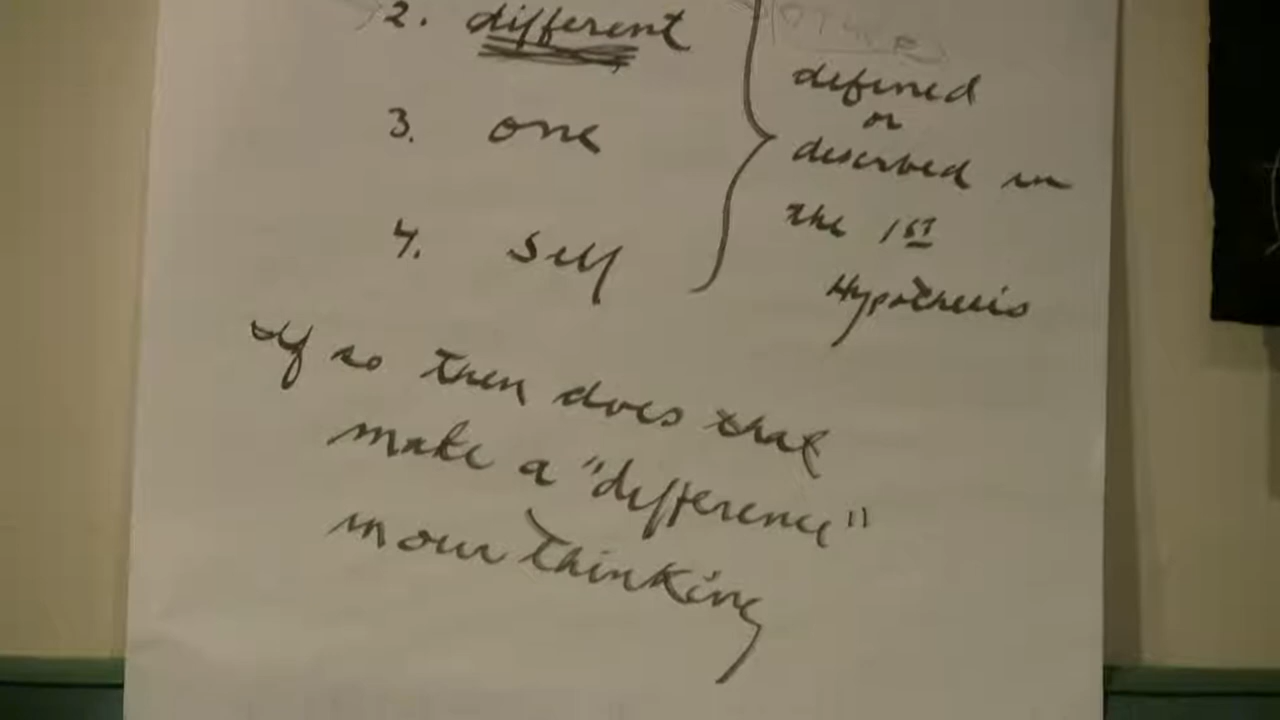 2. different
3. one
4. Self
defined
or
described in
the 1st
Hypothesis
If so then does that
make a "difference"
in our thinking